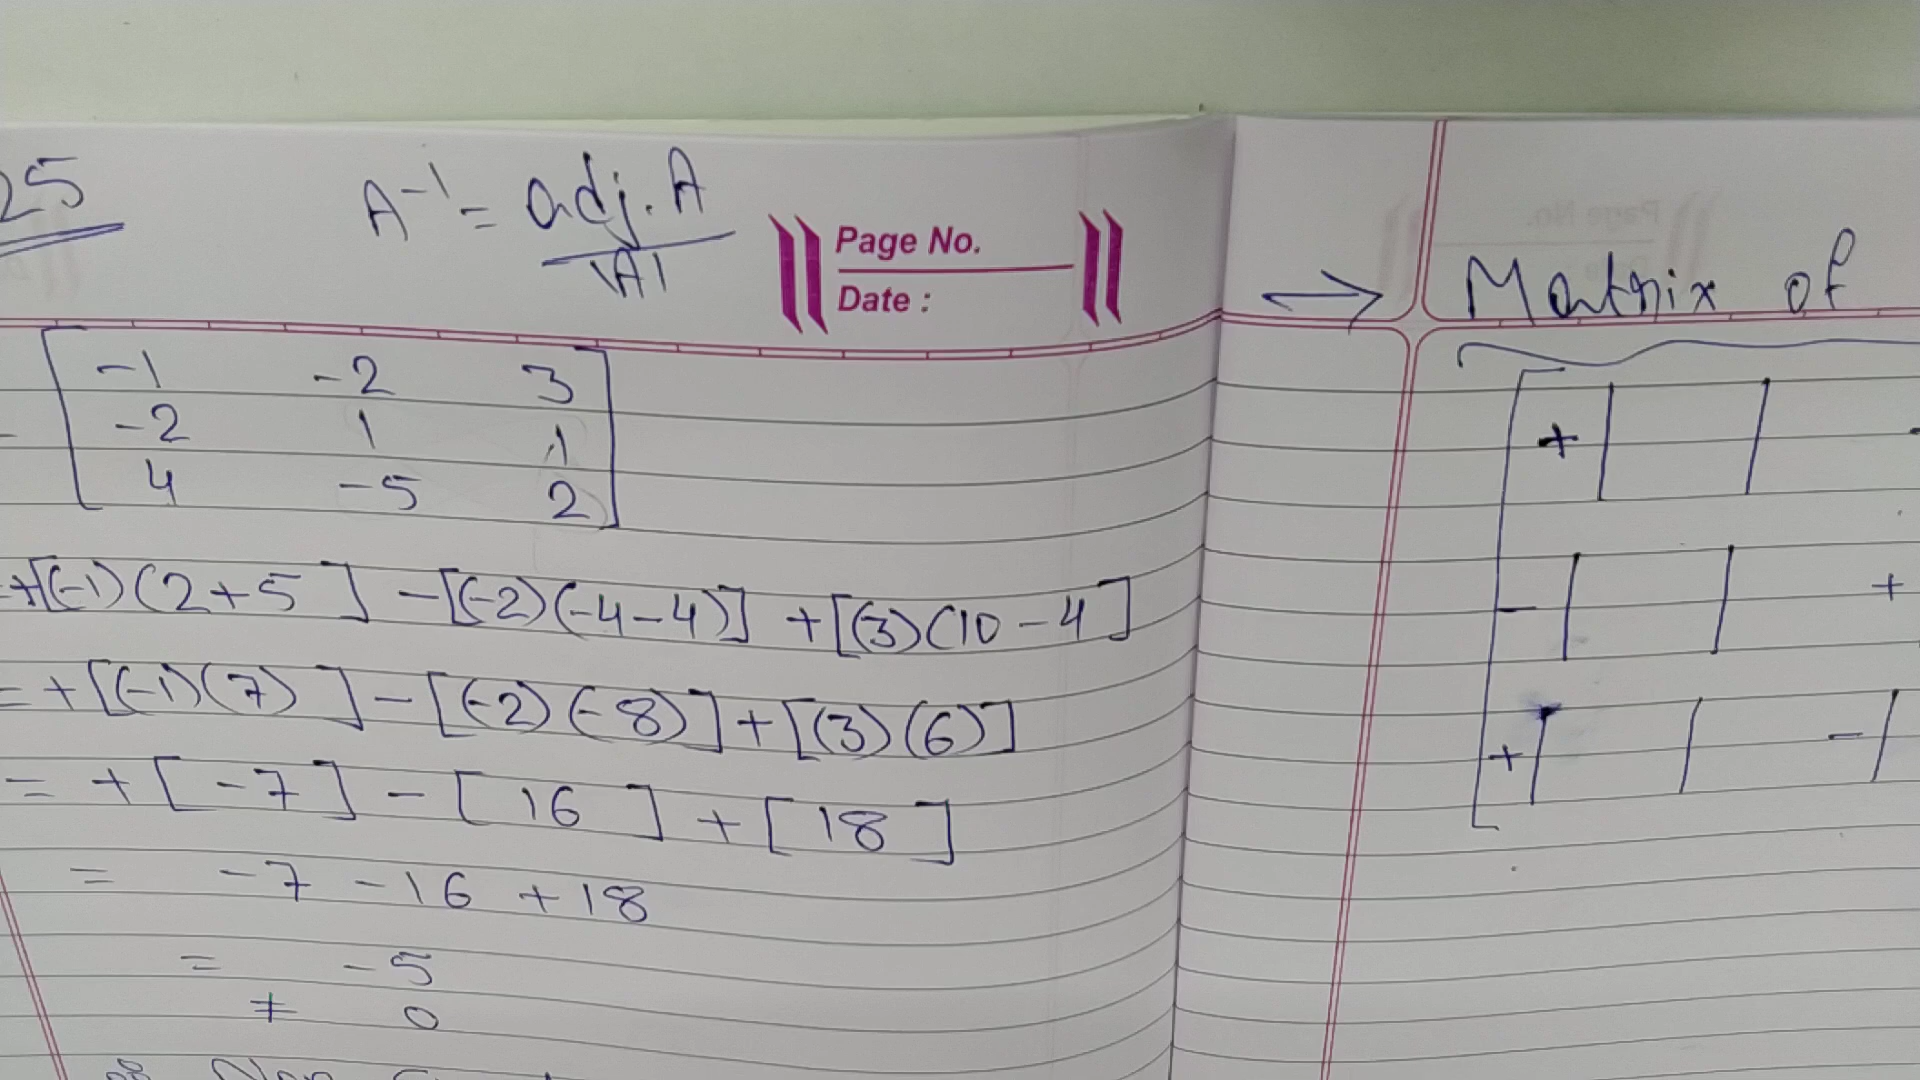 25
A⁻¹ = adj. A
|A|
Page No.
Date :
-1 -2 3
-2 1 1
4 -5 2
+[(-1)(2+5] -[(-2)(-4-4)] +[(3)(10-4]
= +[(-1)(7)] -[(-2)(-8)] +[(3)(6)]
= +[-7] - [16] + [18]
= -7 -16 +18
= -5
≠ 0
→ Matrix of
+
- +
+ -